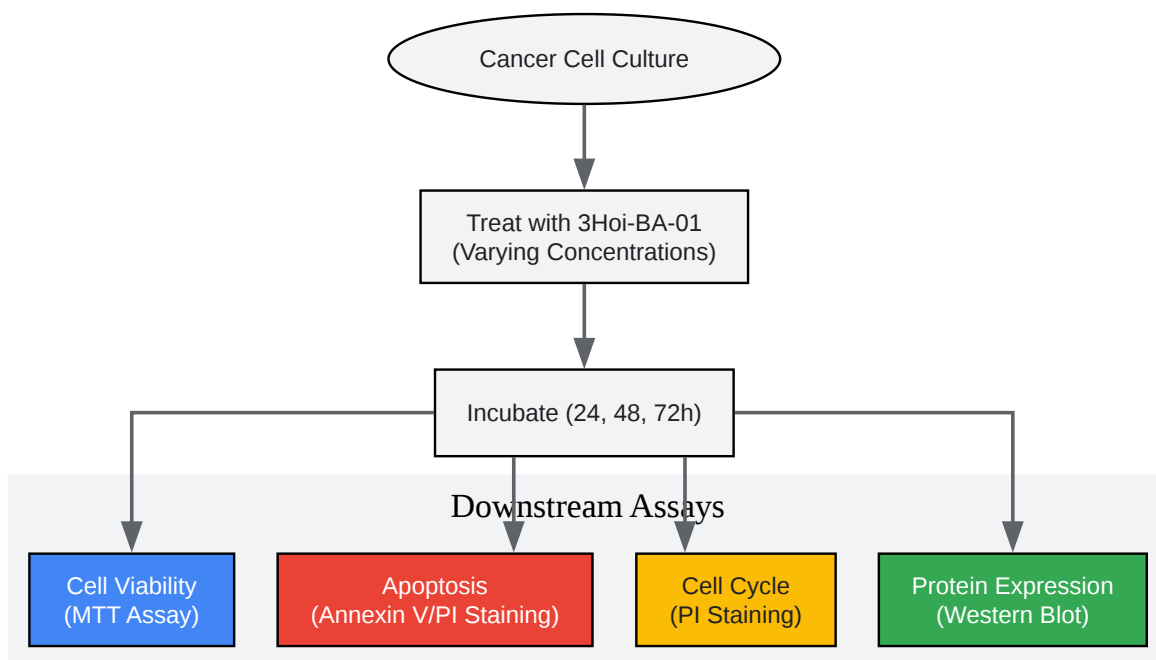 Cancer Cell Culture
Treat with 3Hoi-BA-01
(Varying Concentrations)
Incubate (24, 48, 72h)
Downstream Assays
Cell Viability
(MTT Assay)
Apoptosis
(Annexin V/PI Staining)
Cell Cycle
(PI Staining)
Protein Expression
(Western Blot)